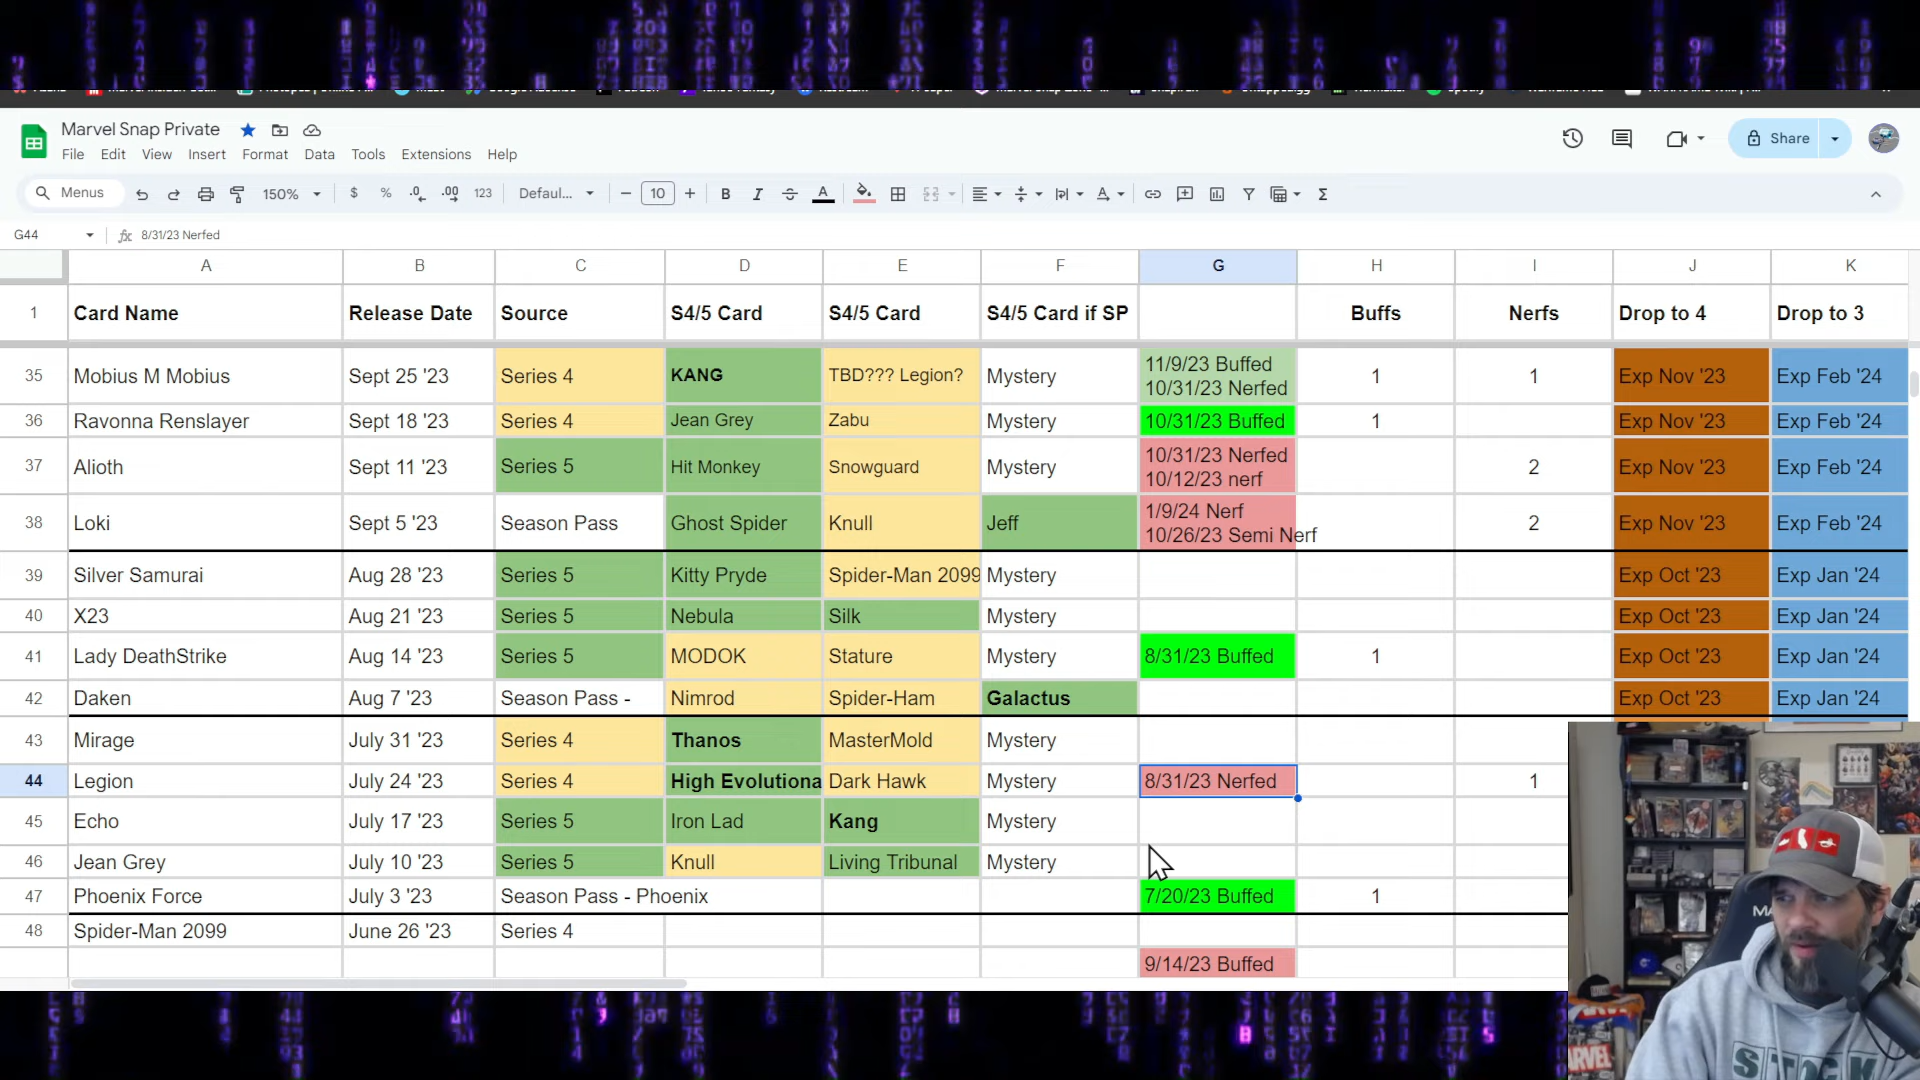 Marvel Snap Private
Share
File Edit View Insert Format Data Tools Extensions Help
Menus 150% $ % .0 .00 123 Defaul... 10 B I A
G44 fx 8/31/23 Nerfed
A B C D E F G H I J K
1 Card Name Release Date Source S4/5 Card S4/5 Card S4/5 Card if SP Buffs Nerfs Drop to 4 Drop to 3
35 Mobius M Mobius Sept 25 '23 Series 4 KANG TBD??? Legion? Mystery 11/9/23 Buffed 1 1 Exp Nov '23 Exp Feb '24
10/31/23 Nerfed
36 Ravonna Renslayer Sept 18 '23 Series 4 Jean Grey Zabu Mystery 10/31/23 Buffed 1 Exp Nov '23 Exp Feb '24
37 Alioth Sept 11 '23 Series 5 Hit Monkey Snowguard Mystery 10/31/23 Nerfed 2 Exp Nov '23 Exp Feb '24
10/12/23 nerf
38 Loki Sept 5 '23 Season Pass Ghost Spider Knull Jeff 1/9/24 Nerf 2 Exp Nov '23 Exp Feb '24
10/26/23 Semi Nerf
39 Silver Samurai Aug 28 '23 Series 5 Kitty Pryde Spider-Man 2099 Mystery Exp Oct '23 Exp Jan '24
40 X23 Aug 21 '23 Series 5 Nebula Silk Mystery Exp Oct '23 Exp Jan '24
41 Lady DeathStrike Aug 14 '23 Series 5 MODOK Stature Mystery 8/31/23 Buffed 1 Exp Oct '23 Exp Jan '24
42 Daken Aug 7 '23 Season Pass - Nimrod Spider-Ham Galactus Exp Oct '23 Exp Jan '24
43 Mirage July 31 '23 Series 4 Thanos MasterMold Mystery
44 Legion July 24 '23 Series 4 High Evolutiona Dark Hawk Mystery 8/31/23 Nerfed 1
45 Echo July 17 '23 Series 5 Iron Lad Kang Mystery
46 Jean Grey July 10 '23 Series 5 Knull Living Tribunal Mystery
47 Phoenix Force July 3 '23 Season Pass - Phoenix 7/20/23 Buffed 1
48 Spider-Man 2099 June 26 '23 Series 4
9/14/23 Buffed
MARVEL